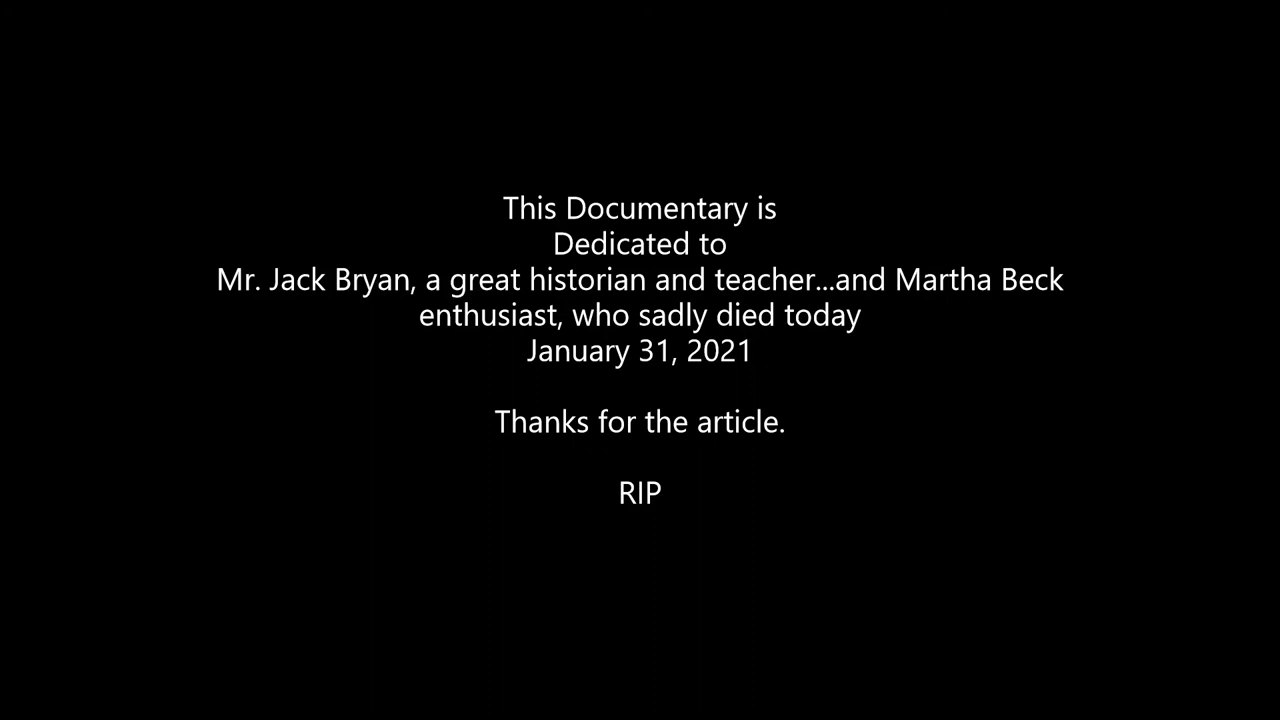 This Documentary is
Dedicated to
Mr. Jack Bryan, a great historian and teacher...and Martha Beck
enthusiast, who sadly died today
January 31, 2021
Thanks for the article.
RIP